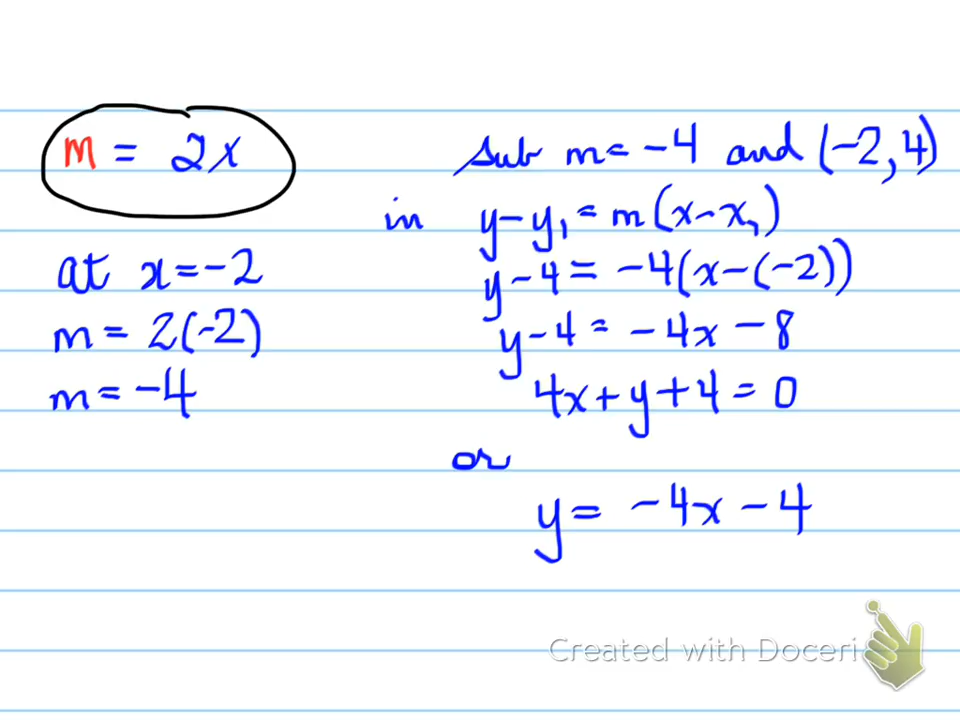 m = 2x
at x = -2
m = 2(-2)
m = -4
sub m = -4 and (-2, 4)
in y - y₁ = m(x - x₁)
y - 4 = -4(x - (-2))
y - 4 = -4x - 8
4x + y + 4 = 0
or
y = -4x - 4
Created with Doceri